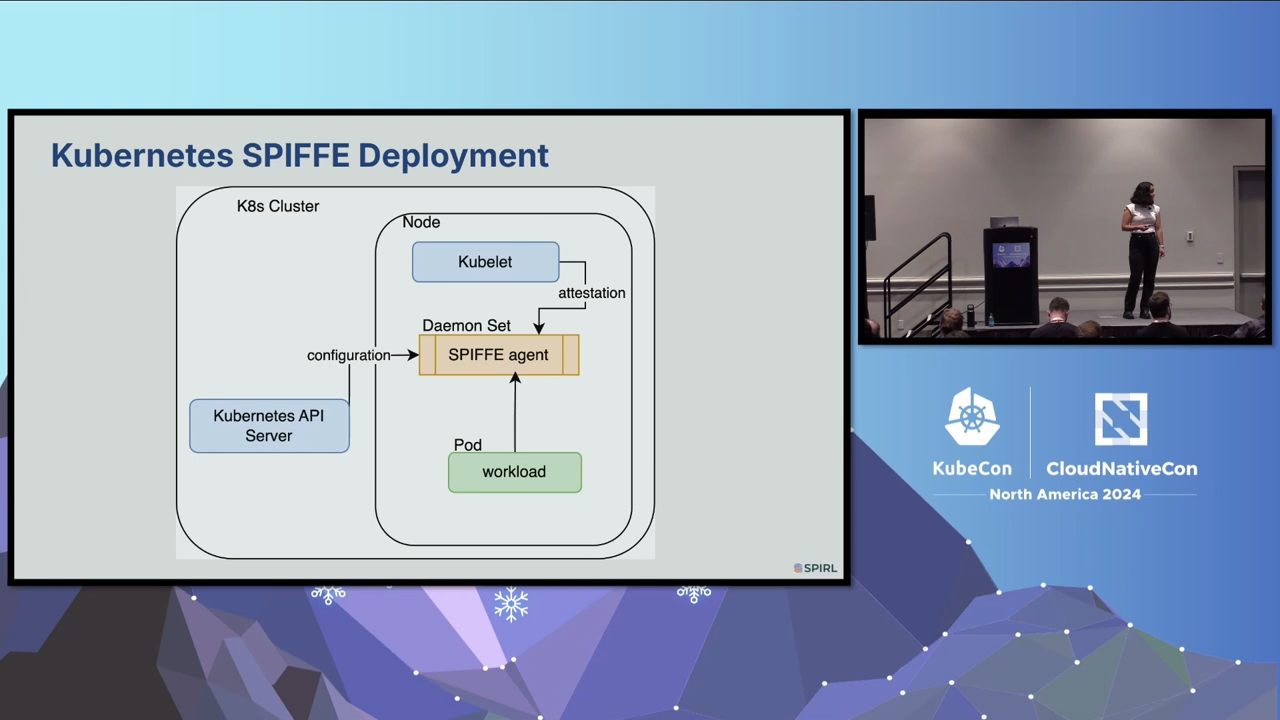 Kubernetes SPIFFE Deployment
K8s Cluster
Node
Kubelet
attestation
Daemon Set
SPIFFE agent
configuration
Kubernetes API
Server
Pod
workload
SPIRL
KubeCon
CloudNativeCon
North America 2024